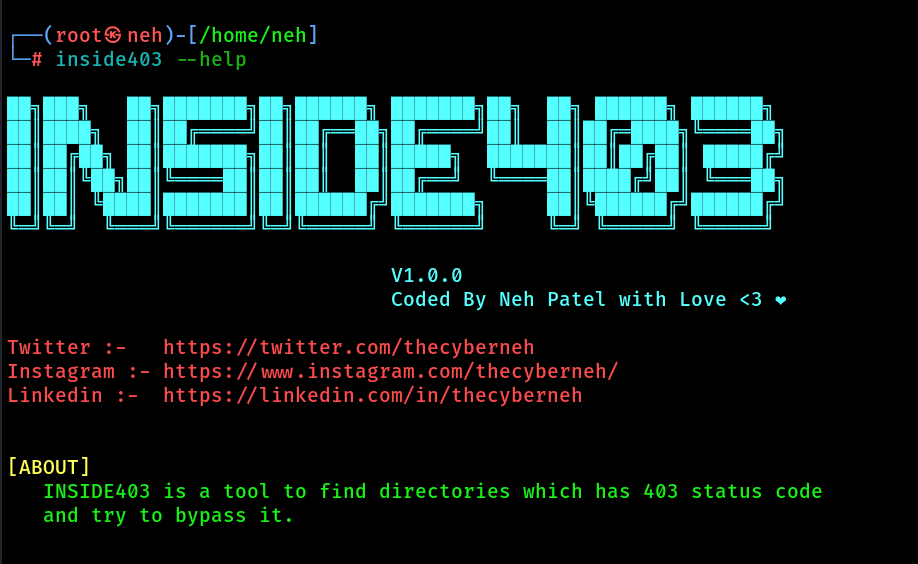 ┌──(root㉿neh)-[/home/neh]
└─# inside403 --help
INSIDE403
V1.0.0
Coded By Neh Patel with Love <3 ❤
Twitter :-   https://twitter.com/thecyberneh
Instagram :- https://www.instagram.com/thecyberneh/
Linkedin :-  https://linkedin.com/in/thecyberneh
[ABOUT]
INSIDE403 is a tool to find directories which has 403 status code
and try to bypass it.